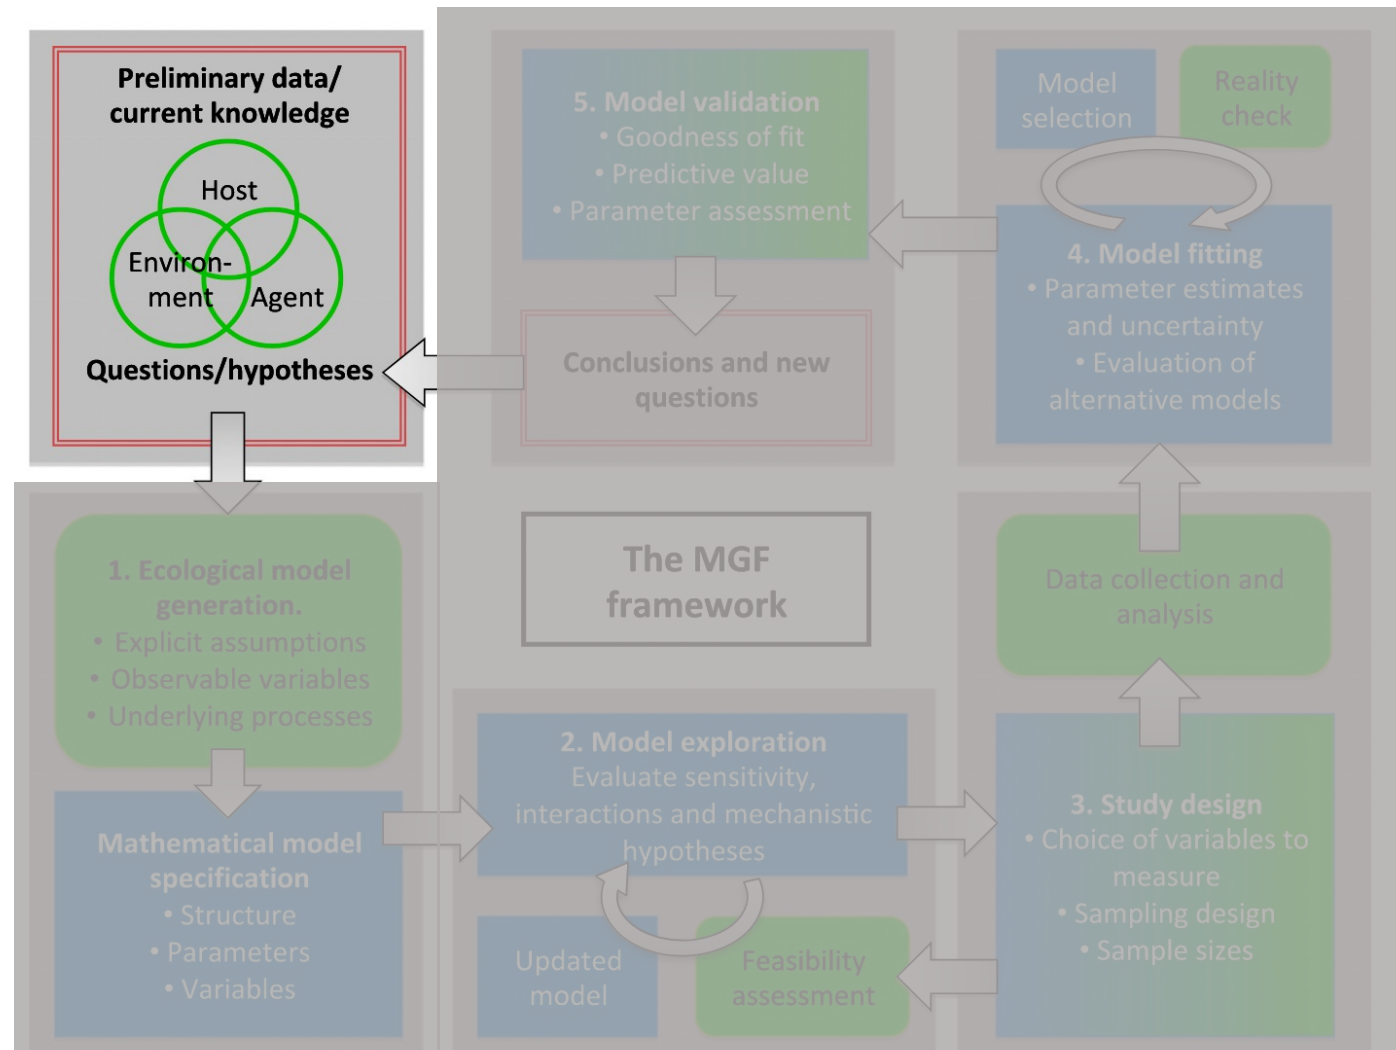 Preliminary data/
current knowledge
Host
Environ-
ment
Agent
Questions/hypotheses
1. Ecological model
generation.
• Explicit assumptions
• Observable variables
• Underlying processes
Mathematical model
specification
• Structure
• Parameters
• Variables
2. Model exploration
Evaluate sensitivity,
interactions and mechanistic
hypotheses
Updated
model
Feasibility
assessment
3. Study design
• Choice of variables to
measure
• Sampling design
• Sample sizes
Data collection and
analysis
4. Model fitting
• Parameter estimates
and uncertainty
• Evaluation of
alternative models
Model
selection
Reality
check
5. Model validation
• Goodness of fit
• Predictive value
• Parameter assessment
Conclusions and new
questions
The MGF
framework